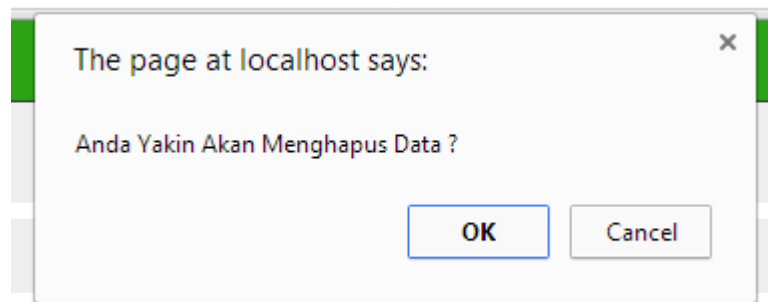 The page at localhost says:
Anda Yakin Akan Menghapus Data ?
OK Cancel